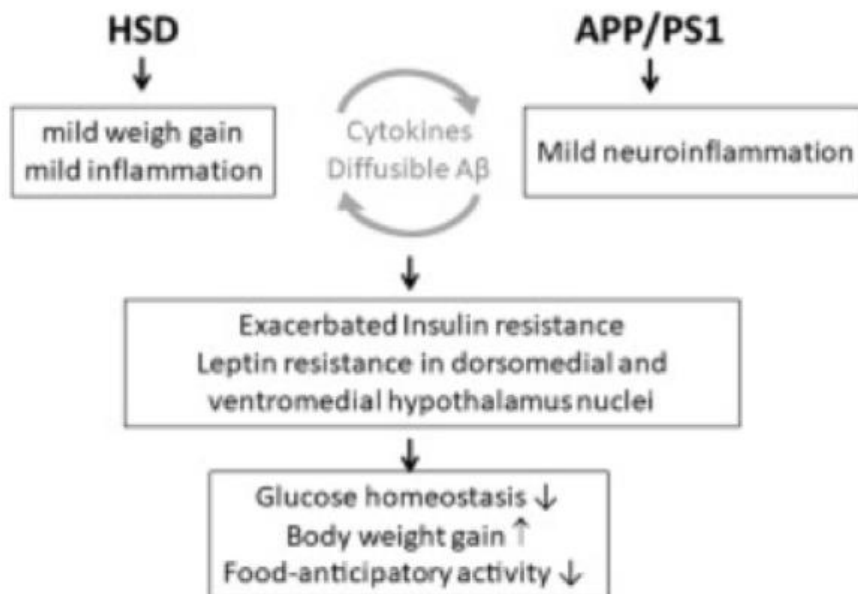 HSD
APP/PS1
mild weigh gain
mild inflammation
Cytokines
Diffusible Aβ
Mild neuroinflammation
Exacerbated Insulin resistance
Leptin resistance in dorsomedial and
ventromedial hypothalamus nuclei
Glucose homeostasis ↓
Body weight gain ↑
Food-anticipatory activity ↓